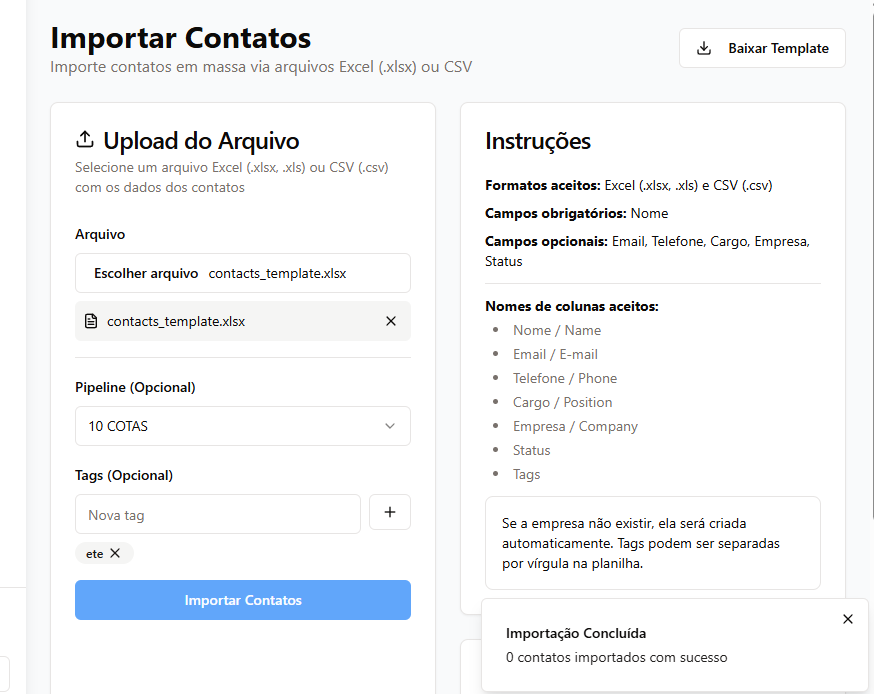 Importar Contatos
Importe contatos em massa via arquivos Excel (.xlsx) ou CSV
Baixar Template
Upload do Arquivo
Selecione um arquivo Excel (.xlsx, .xls) ou CSV (.csv)
com os dados dos contatos
Arquivo
Escolher arquivo contacts_template.xlsx
contacts_template.xlsx
Pipeline (Opcional)
10 COTAS
Tags (Opcional)
Nova tag
ete
Importar Contatos
Instruções
Formatos aceitos: Excel (.xlsx, .xls) e CSV (.csv)
Campos obrigatórios: Nome
Campos opcionais: Email, Telefone, Cargo, Empresa,
Status
Nomes de colunas aceitos:
• Nome / Name
• Email / E-mail
• Telefone / Phone
• Cargo / Position
• Empresa / Company
• Status
• Tags
Se a empresa não existir, ela será criada
automaticamente. Tags podem ser separadas
por vírgula na planilha.
Importação Concluída
0 contatos importados com sucesso